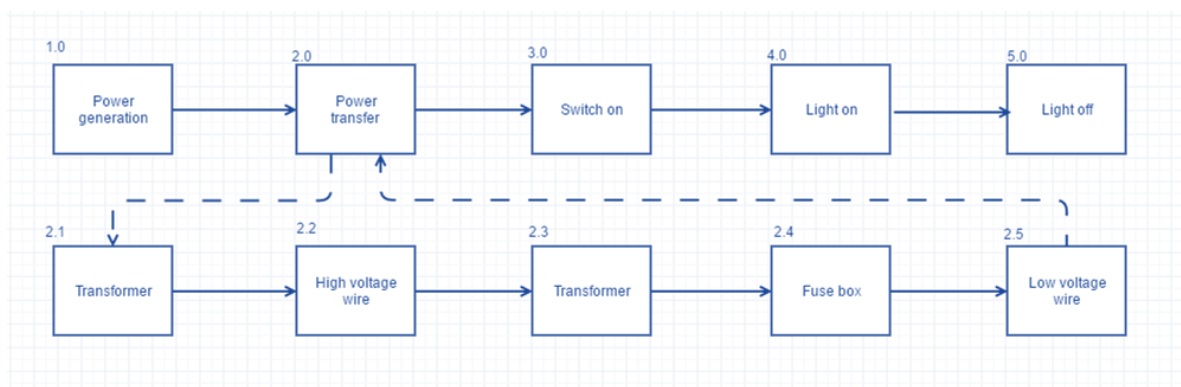 1.0
Power
generation
2.0
Power
transfer
3.0
Switch on
4.0
Light on
5.0
Light off
2.1
Transformer
2.2
High voltage
wire
2.3
Transformer
2.4
Fuse box
2.5
Low voltage
wire